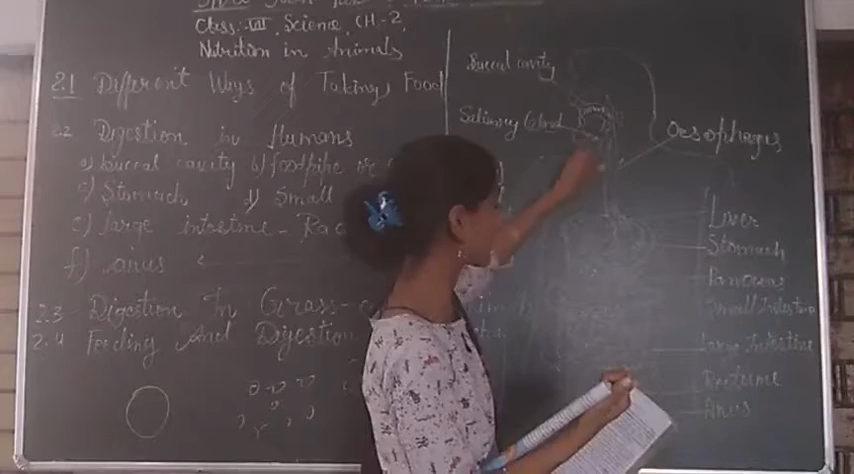 Class:- VII, Science, CH-2
Nutrition in Animals
2.1 Different Ways of Taking Food
2.2 Digestion in Humans
a) buccal cavity b) foodpipe or
c) Stomach d) Small
e) large intestine -
f) anus
2.3 Digestion In Grass-
2.4 Feeding And Digestion
Buccal cavity
Salivary Gland
Oesophagus
Liver
Stomach
Pancreas
Small Intestine
Large Intestine
Rectume
Anus